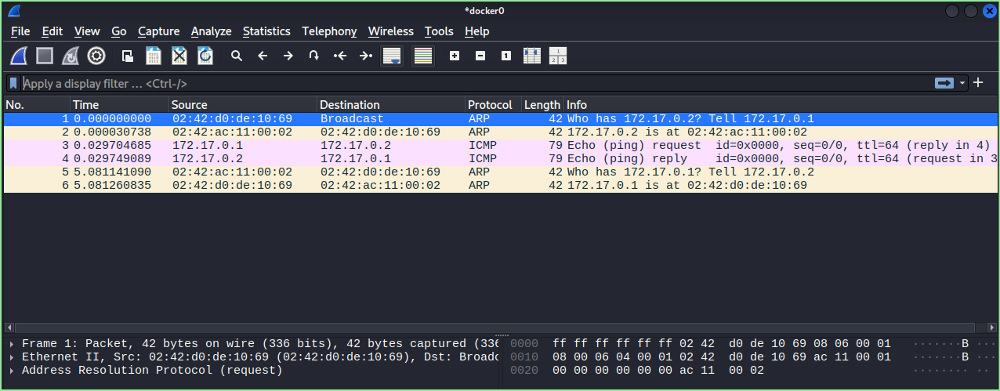 *docker0
File Edit View Go Capture Analyze Statistics Telephony Wireless Tools Help
Apply a display filter … <Ctrl-/>
No. Time Source Destination Protocol Length Info
1 0.000000000 02:42:d0:de:10:69 Broadcast ARP 42 Who has 172.17.0.2? Tell 172.17.0.1
2 0.000030738 02:42:ac:11:00:02 02:42:d0:de:10:69 ARP 42 172.17.0.2 is at 02:42:ac:11:00:02
3 0.029704685 172.17.0.1 172.17.0.2 ICMP 79 Echo (ping) request id=0x0000, seq=0/0, ttl=64 (reply in 4)
4 0.029749089 172.17.0.2 172.17.0.1 ICMP 79 Echo (ping) reply id=0x0000, seq=0/0, ttl=64 (request in 3
5 5.081141090 02:42:ac:11:00:02 02:42:d0:de:10:69 ARP 42 Who has 172.17.0.1? Tell 172.17.0.2
6 5.081260835 02:42:d0:de:10:69 02:42:ac:11:00:02 ARP 42 172.17.0.1 is at 02:42:d0:de:10:69
Frame 1: Packet, 42 bytes on wire (336 bits), 42 bytes captured (336
Ethernet II, Src: 02:42:d0:de:10:69 (02:42:d0:de:10:69), Dst: Broadc
Address Resolution Protocol (request)
0000 ff ff ff ff ff ff 02 42 d0 de 10 69 08 06 00 01 ·······B ···
0010 08 00 06 04 00 01 02 42 d0 de 10 69 ac 11 00 01 ·······B ···
0020 00 00 00 00 00 00 ac 11 00 02 ········ ··